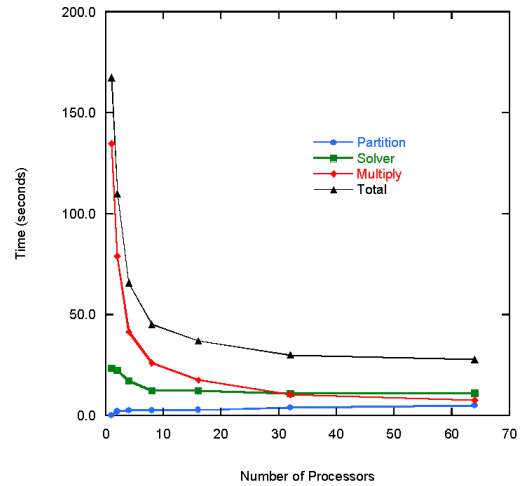 200.0
150.0
100.0
50.0
0.0
Time (seconds)
Partition
Solver
Multiply
Total
0 10 20 30 40 50 60 70
Number of Processors